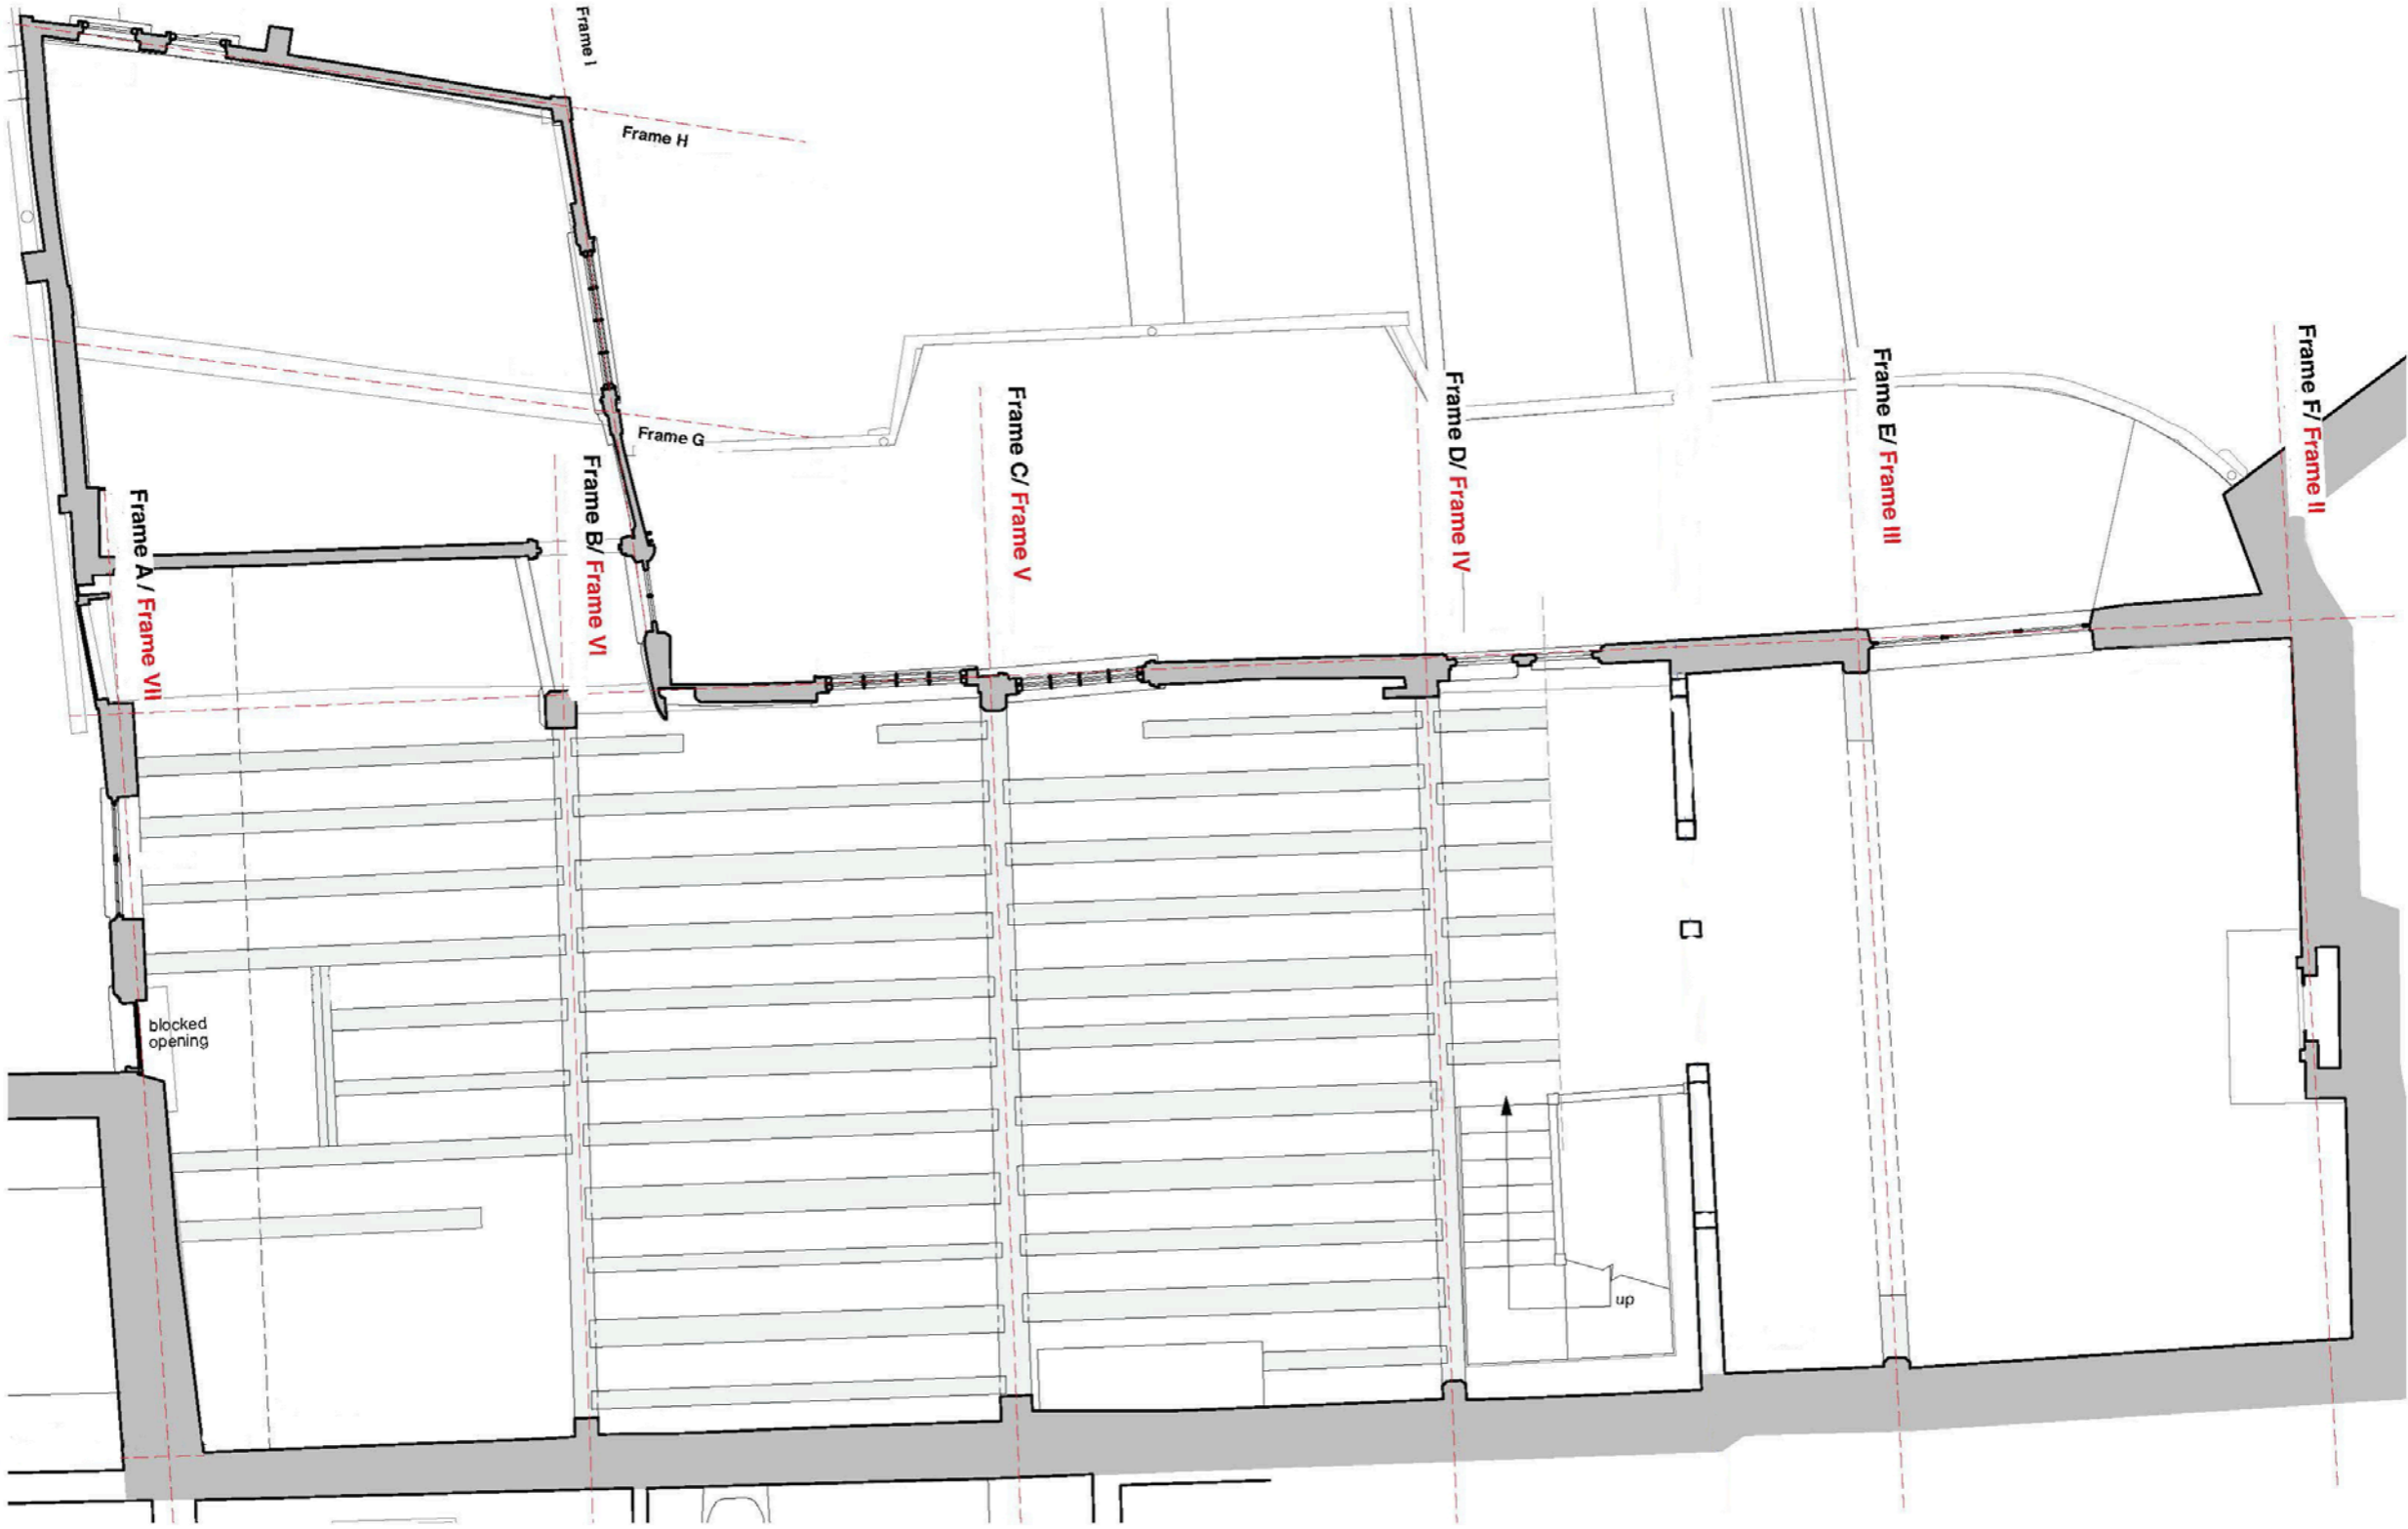 Frame I
Frame H
Frame G
Frame A / Frame VII
Frame B/ Frame VI
Frame C/ Frame V
Frame D/ Frame IV
Frame E/ Frame III
Frame F/ Frame II
blocked
opening
up